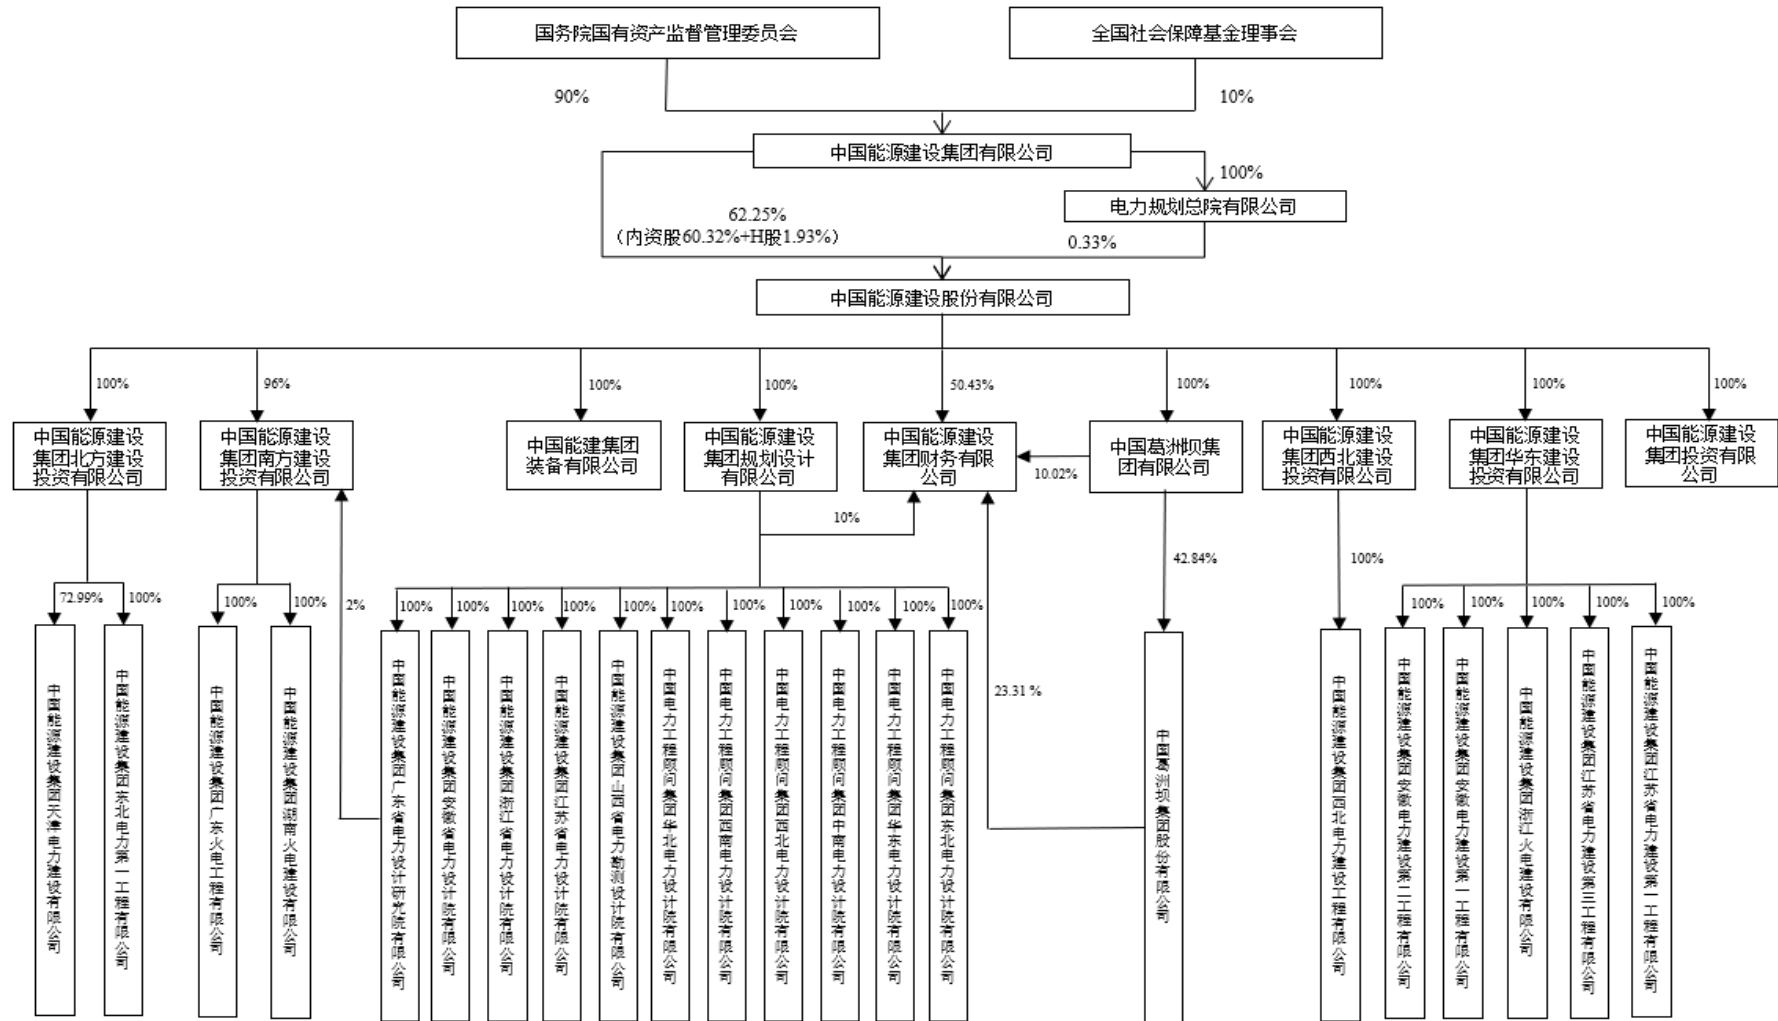 国务院国有资产监督管理委员会
全国社会保障基金理事会
90%
10%
中国能源建设集团有限公司
100%
电力规划总院有限公司
62.25%
（内资股60.32%+H股1.93%）
0.33%
中国能源建设股份有限公司
100%
96%
100%
100%
50.43%
100%
100%
100%
100%
中国能源建设
集团北方建设
投资有限公司
中国能源建设
集团南方建设
投资有限公司
中国能建集团
装备有限公司
中国能源建设
集团规划设计
有限公司
中国能源建设
集团财务有限
公司
中国葛洲坝集
团有限公司
中国能源建设
集团西北建设
投资有限公司
中国能源建设
集团华东建设
投资有限公司
中国能源建设
集团投资有限
公司
10.02%
10%
42.84%
100%
72.99%
100%
100%
100%
2%
100%
100%
100%
100%
100%
100%
100%
100%
100%
100%
100%
23.31 %
100%
100%
100%
100%
100%
中国能源建设集团天津电力建设有限公司
中国能源建设集团东北电力第一工程有限公司
中国能源建设集团广东火电工程有限公司
中国能源建设集团湖南火电建设有限公司
中国能源建设集团广东省电力设计研究院有限公司
中国能源建设集团安徽省电力设计院有限公司
中国能源建设集团浙江省电力设计院有限公司
中国能源建设集团江苏省电力设计院有限公司
中国能源建设集团山西省电力勘测设计院有限公司
中国电力工程顾问集团华北电力设计院有限公司
中国电力工程顾问集团西南电力设计院有限公司
中国电力工程顾问集团西北电力设计院有限公司
中国电力工程顾问集团中南电力设计院有限公司
中国电力工程顾问集团华东电力设计院有限公司
中国电力工程顾问集团东北电力设计院有限公司
中国葛洲坝集团股份有限公司
中国能源建设集团西北电力建设工程有限公司
中国能源建设集团安徽电力建设第二工程有限公司
中国能源建设集团安徽电力建设第一工程有限公司
中国能源建设集团浙江火电建设有限公司
中国能源建设集团江苏省电力建设第三工程有限公司
中国能源建设集团江苏省电力建设第一工程有限公司